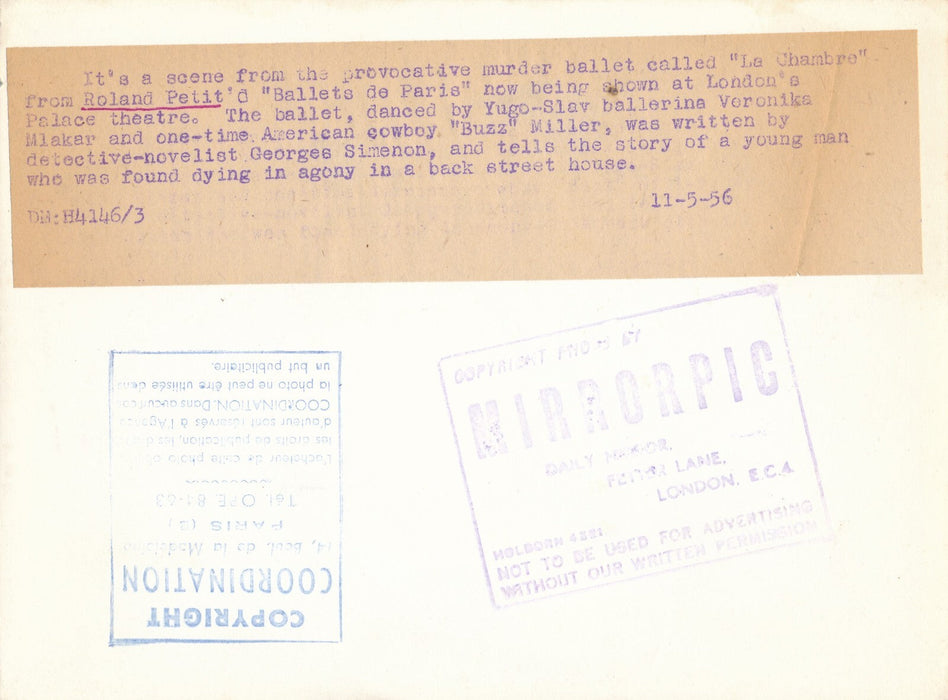 It's a scene from the provocative murder ballet called "La Chambre"
from Roland Petit'd "Ballets de Paris" now being shown at London's
Palace theatre. The ballet, danced by Yugo-Slav ballerina Veronika
Mlakar and one-time American cowboy "Buzz" Miller, was written by
detective-novelist Georges Simenon, and tells the story of a young man
who was found dying in agony in a back street house.
DM:H4146/3 11-5-56
COPYRIGHT PHOTO BY
MIRRORPIC
DAILY MIRROR,
FETTER LANE,
LONDON, E.C.4
HOLBORN 4321
NOT TO BE USED FOR ADVERTISING
WITHOUT OUR WRITTEN PERMISSION
COPYRIGHT
COORDINATION
14, Boul. de la Madeleine
PARIS
Tél. OPE. 81-63
L'acheteur de cette photo
les droits de publication, les
d'auteur sont réservés à l'Agence
COORDINATION. Dans aucun cas
la photo ne peut être utilisée dans
un but publicitaire.